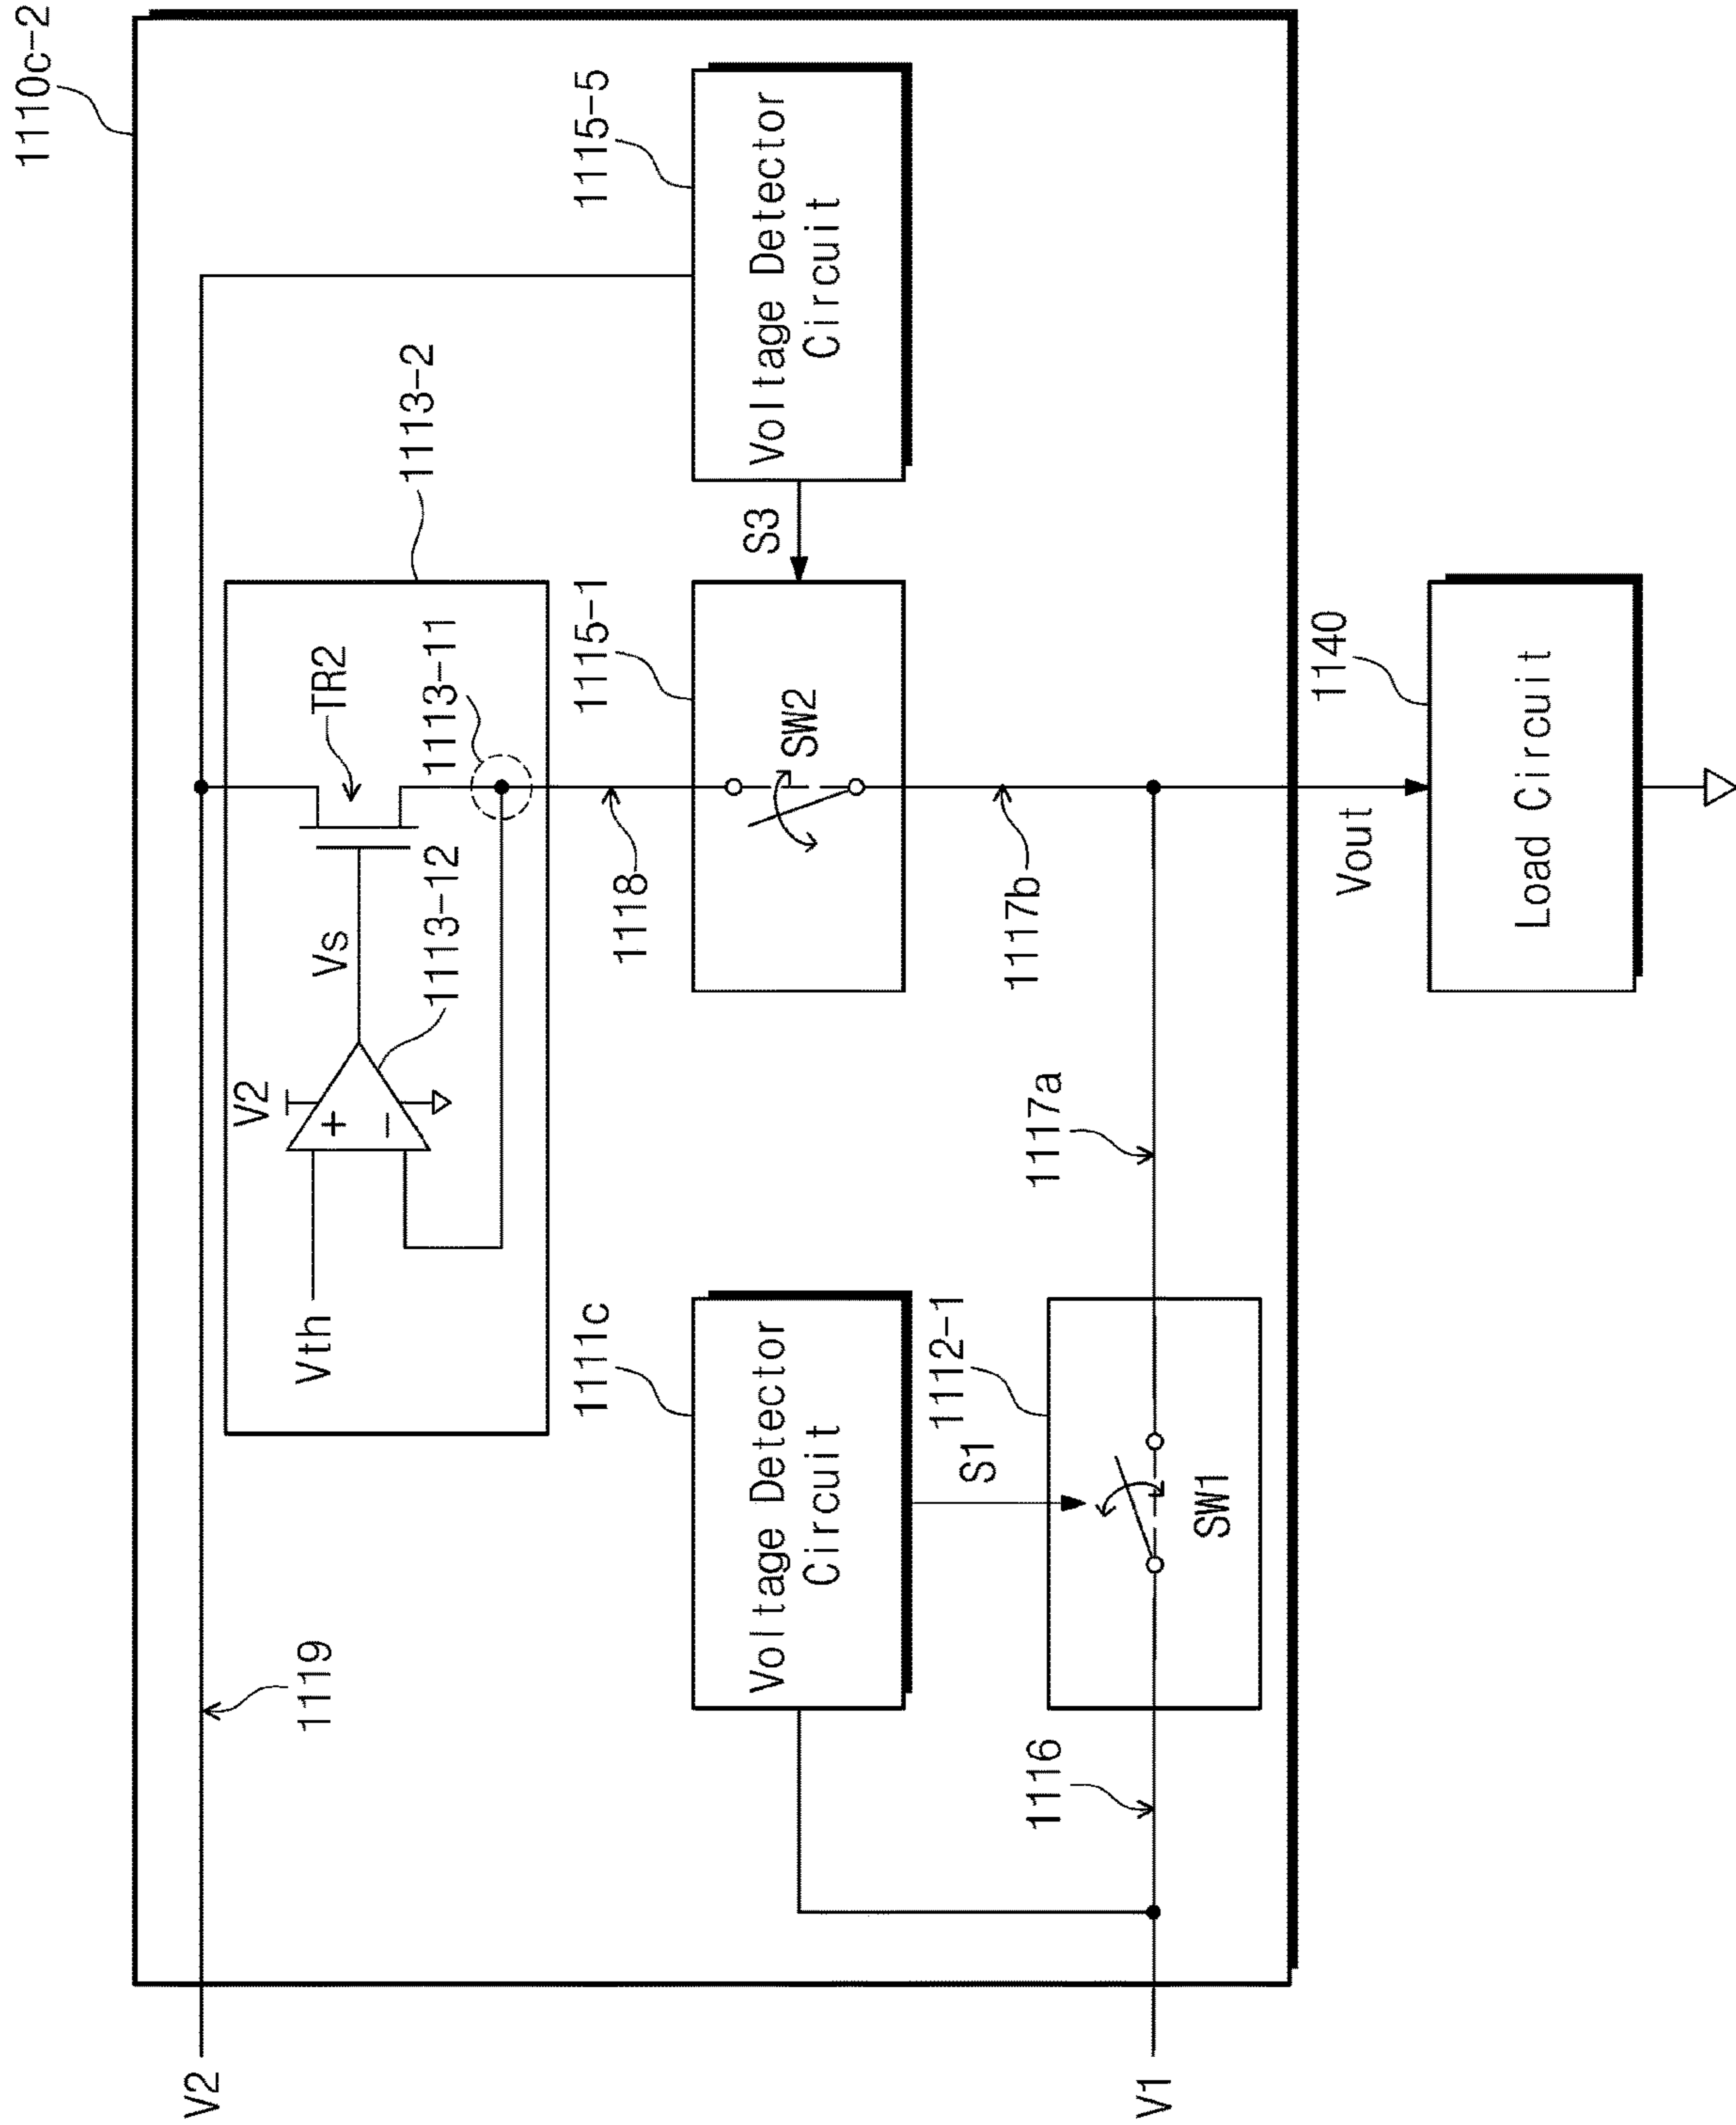 1110c-2
V2
1119
Vth
V2
+
−
Vs
1113-12
TR2
1113-11
1113-2
1111c
Voltage Detector
Circuit
S1
1112-1
SW1
1116
V1
1117a
1118
1115-1
SW2
S3
1115-5
Voltage Detector
Circuit
1117b
Vout
1140
Load Circuit